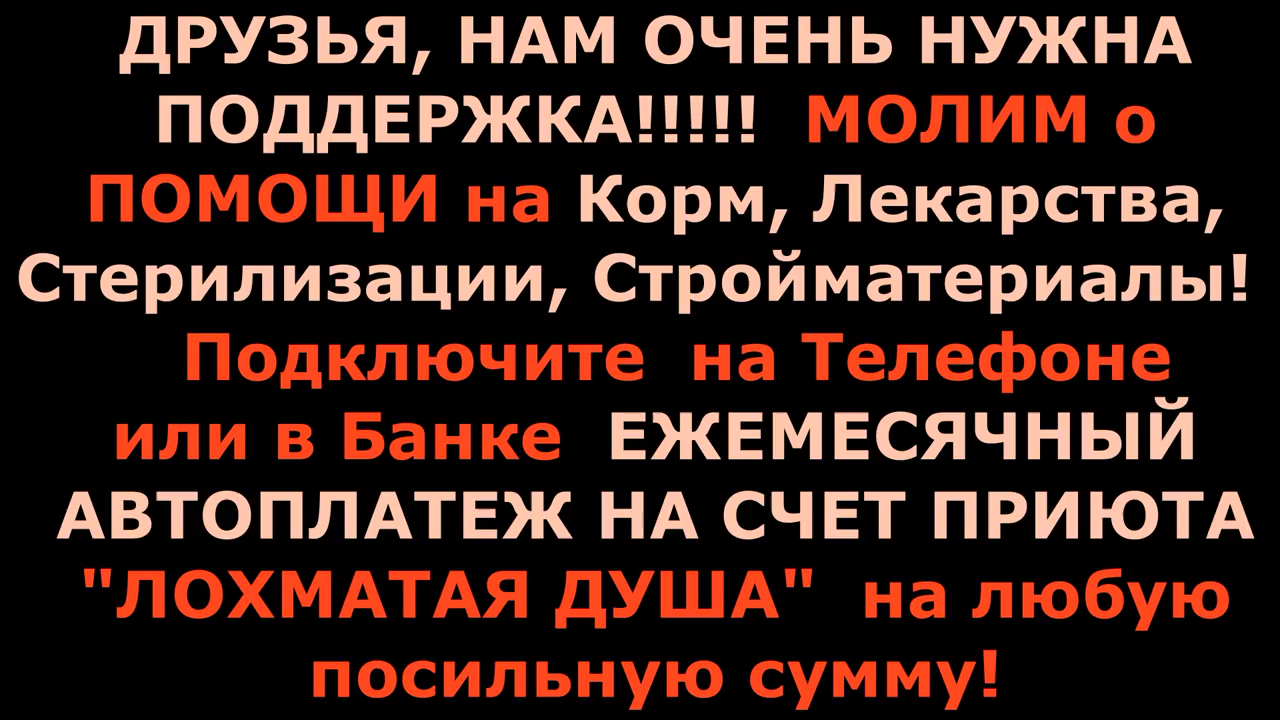 ДРУЗЬЯ, НАМ ОЧЕНЬ НУЖНА
ПОДДЕРЖКА!!!!! МОЛИМ о
ПОМОЩИ на Корм, Лекарства,
Стерилизации, Стройматериалы!
Подключите на Телефоне
или в Банке ЕЖЕМЕСЯЧНЫЙ
АВТОПЛАТЕЖ НА СЧЕТ ПРИЮТА
"ЛОХМАТАЯ ДУША" на любую
посильную сумму!